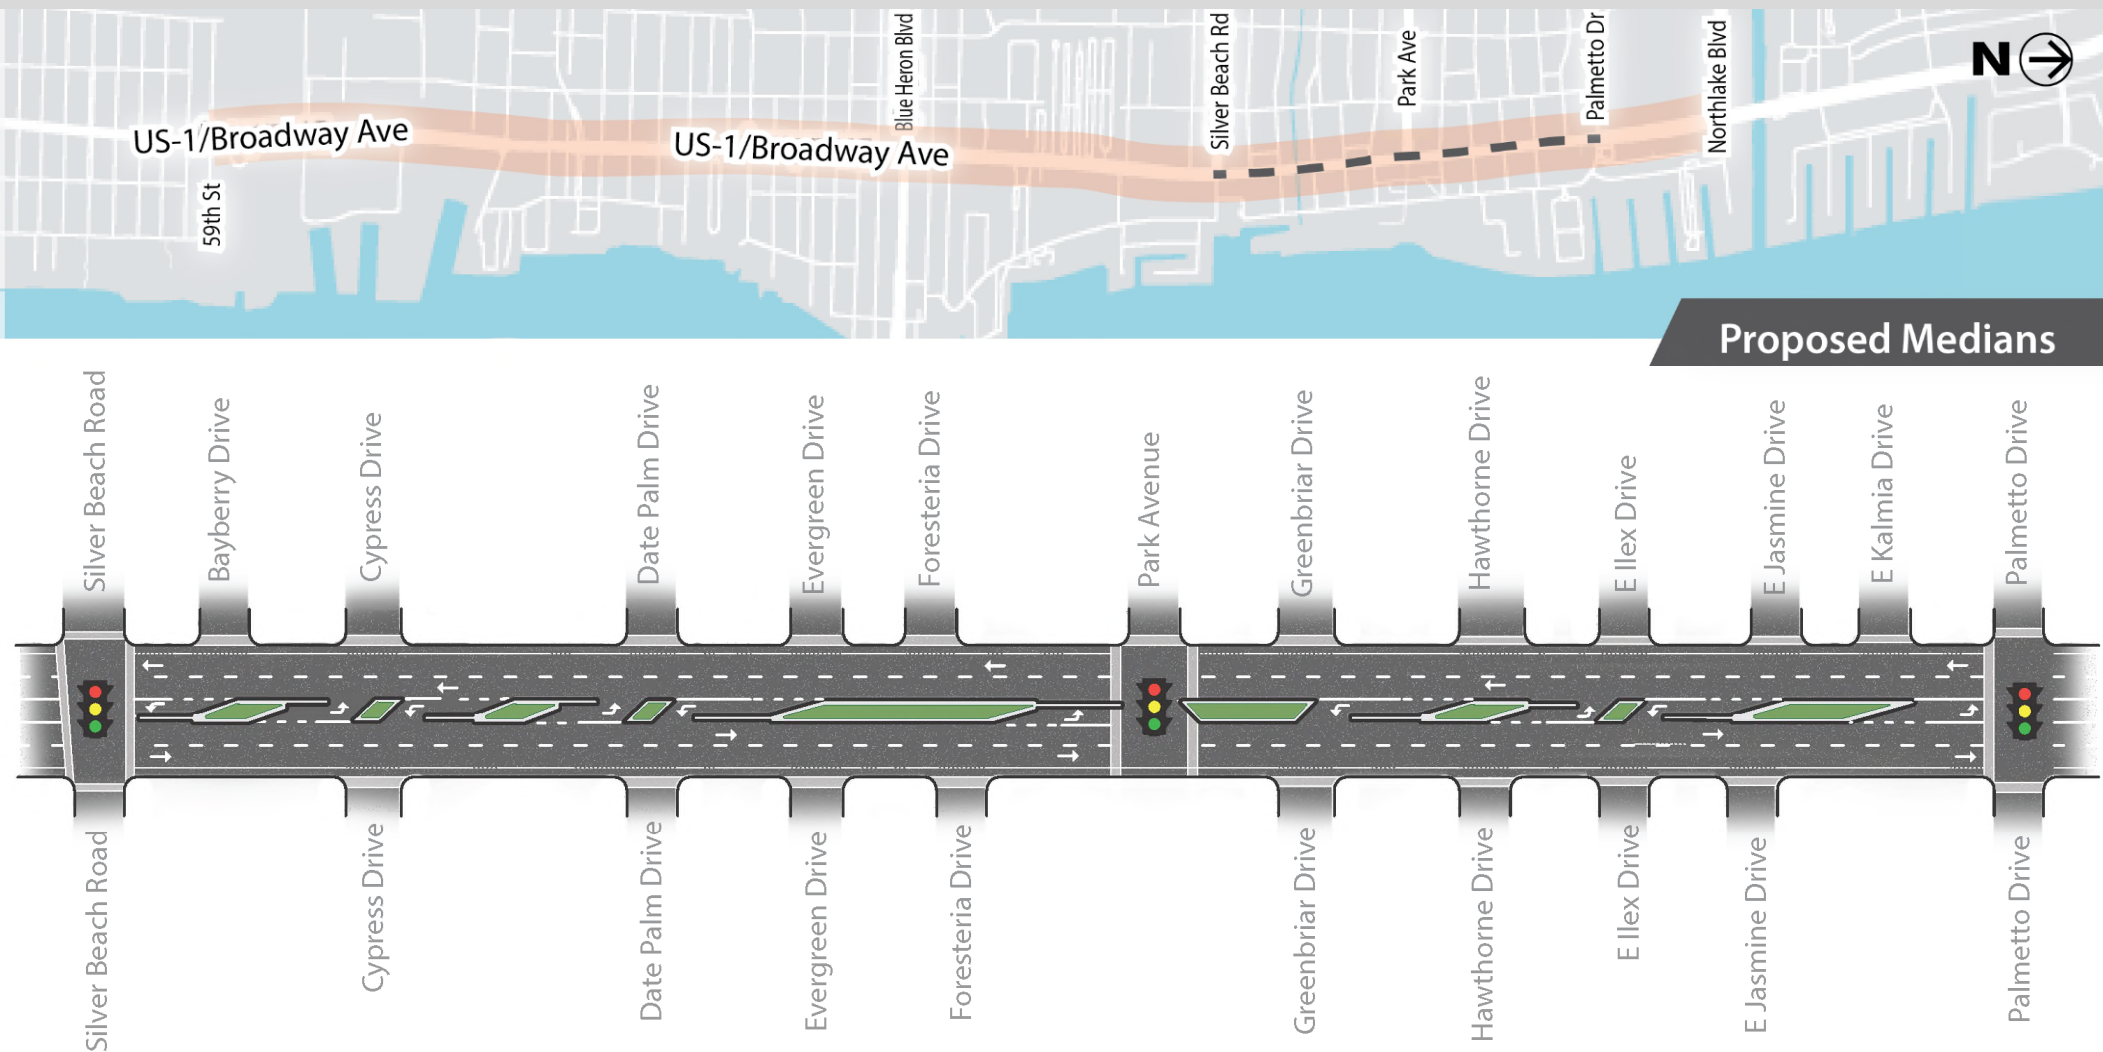 Blue Heron Blvd
Silver Beach Rd
Park Ave
Palmetto Dr
Northlake Blvd
N
US-1/Broadway Ave
US-1/Broadway Ave
59th St
Proposed Medians
Silver Beach Road
Bayberry Drive
Cypress Drive
Date Palm Drive
Evergreen Drive
Foresteria Drive
Park Avenue
Greenbriar Drive
Hawthorne Drive
E Ilex Drive
E Jasmine Drive
E Kalmia Drive
Palmetto Drive
Silver Beach Road
Cypress Drive
Date Palm Drive
Evergreen Drive
Foresteria Drive
Greenbriar Drive
Hawthorne Drive
E Ilex Drive
E Jasmine Drive
Palmetto Drive